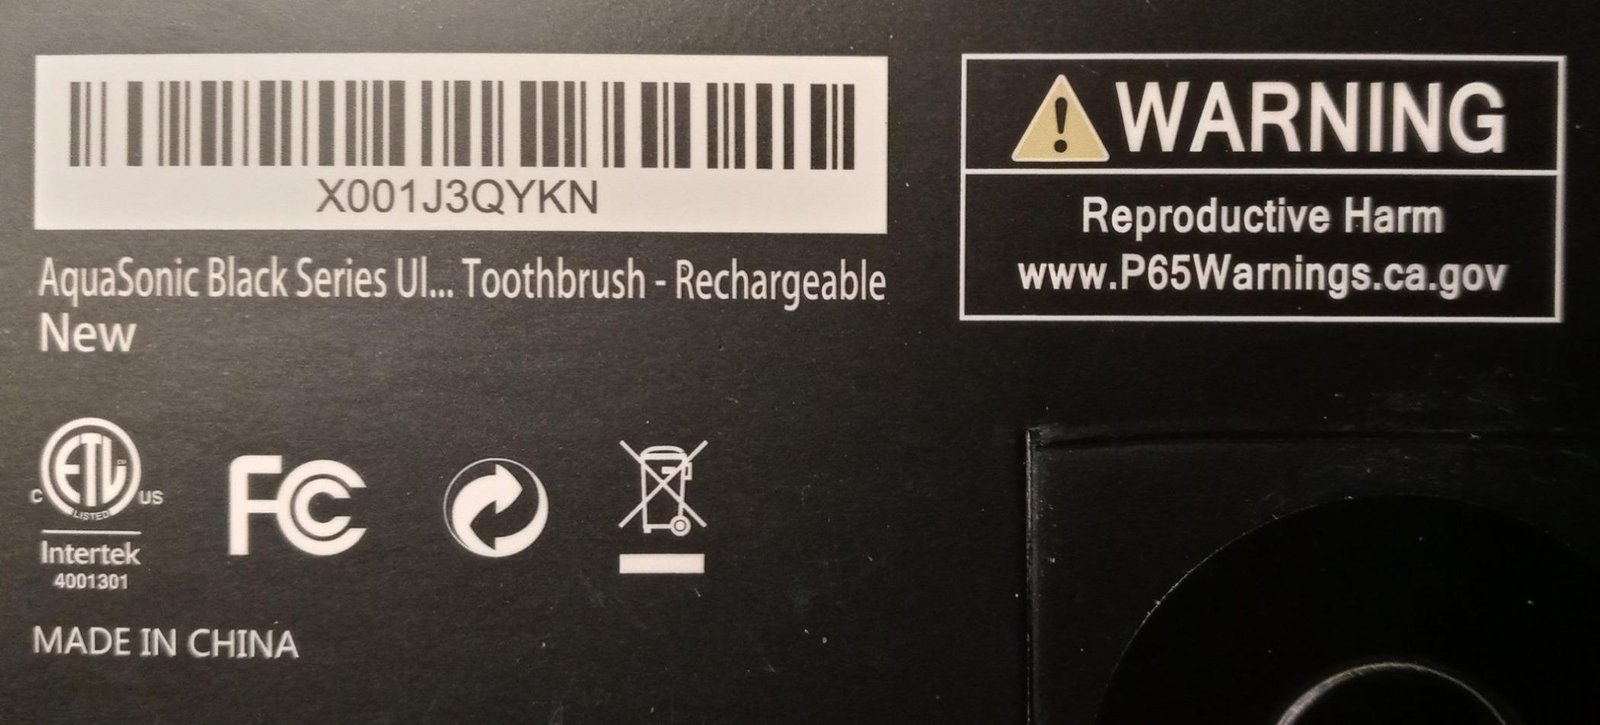 X001J3QYKN
AquaSonic Black Series Ul... Toothbrush - Rechargeable
New
WARNING
Reproductive Harm
www.P65Warnings.ca.gov
ETL
C US
LISTED
Intertek
4001301
FC
MADE IN CHINA